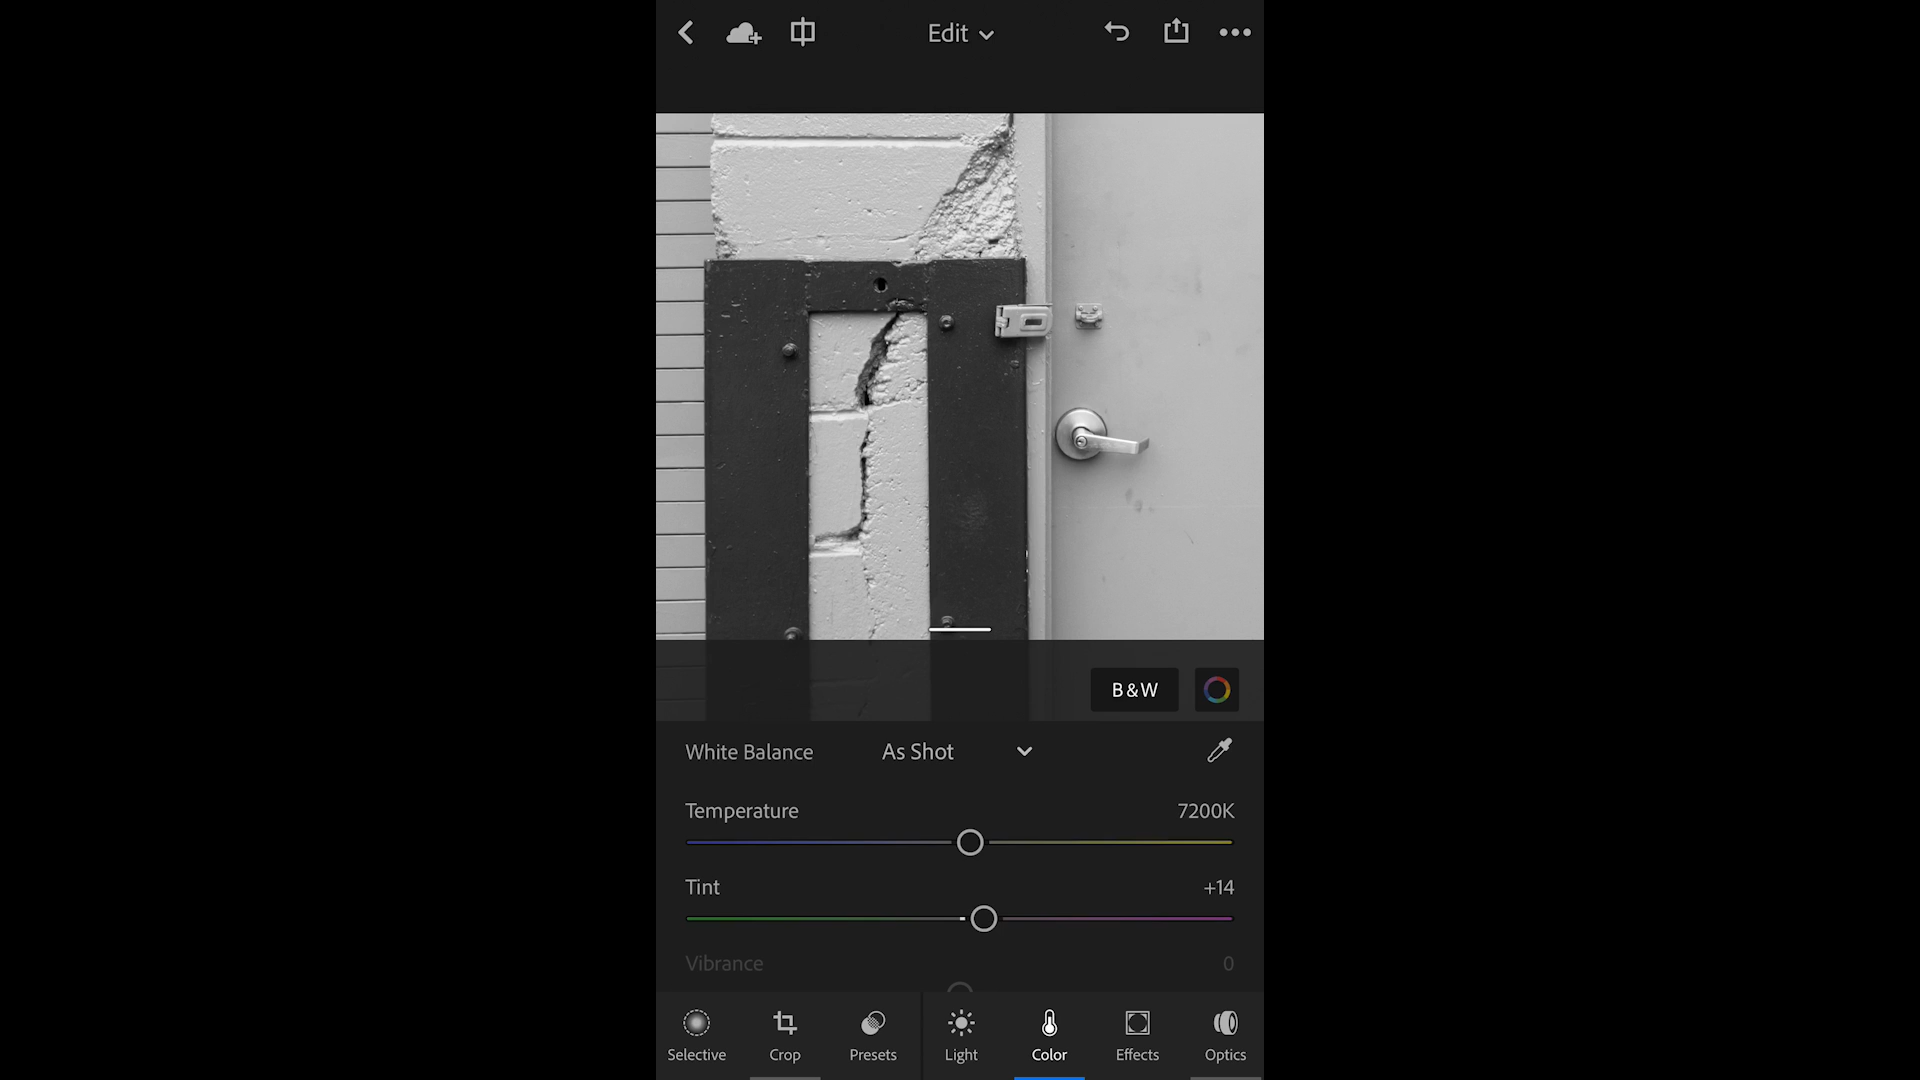 Edit
B&W
White Balance As Shot
Temperature 7200K
Tint +14
Vibrance 0
Selective Crop Presets Light Color Effects Optics